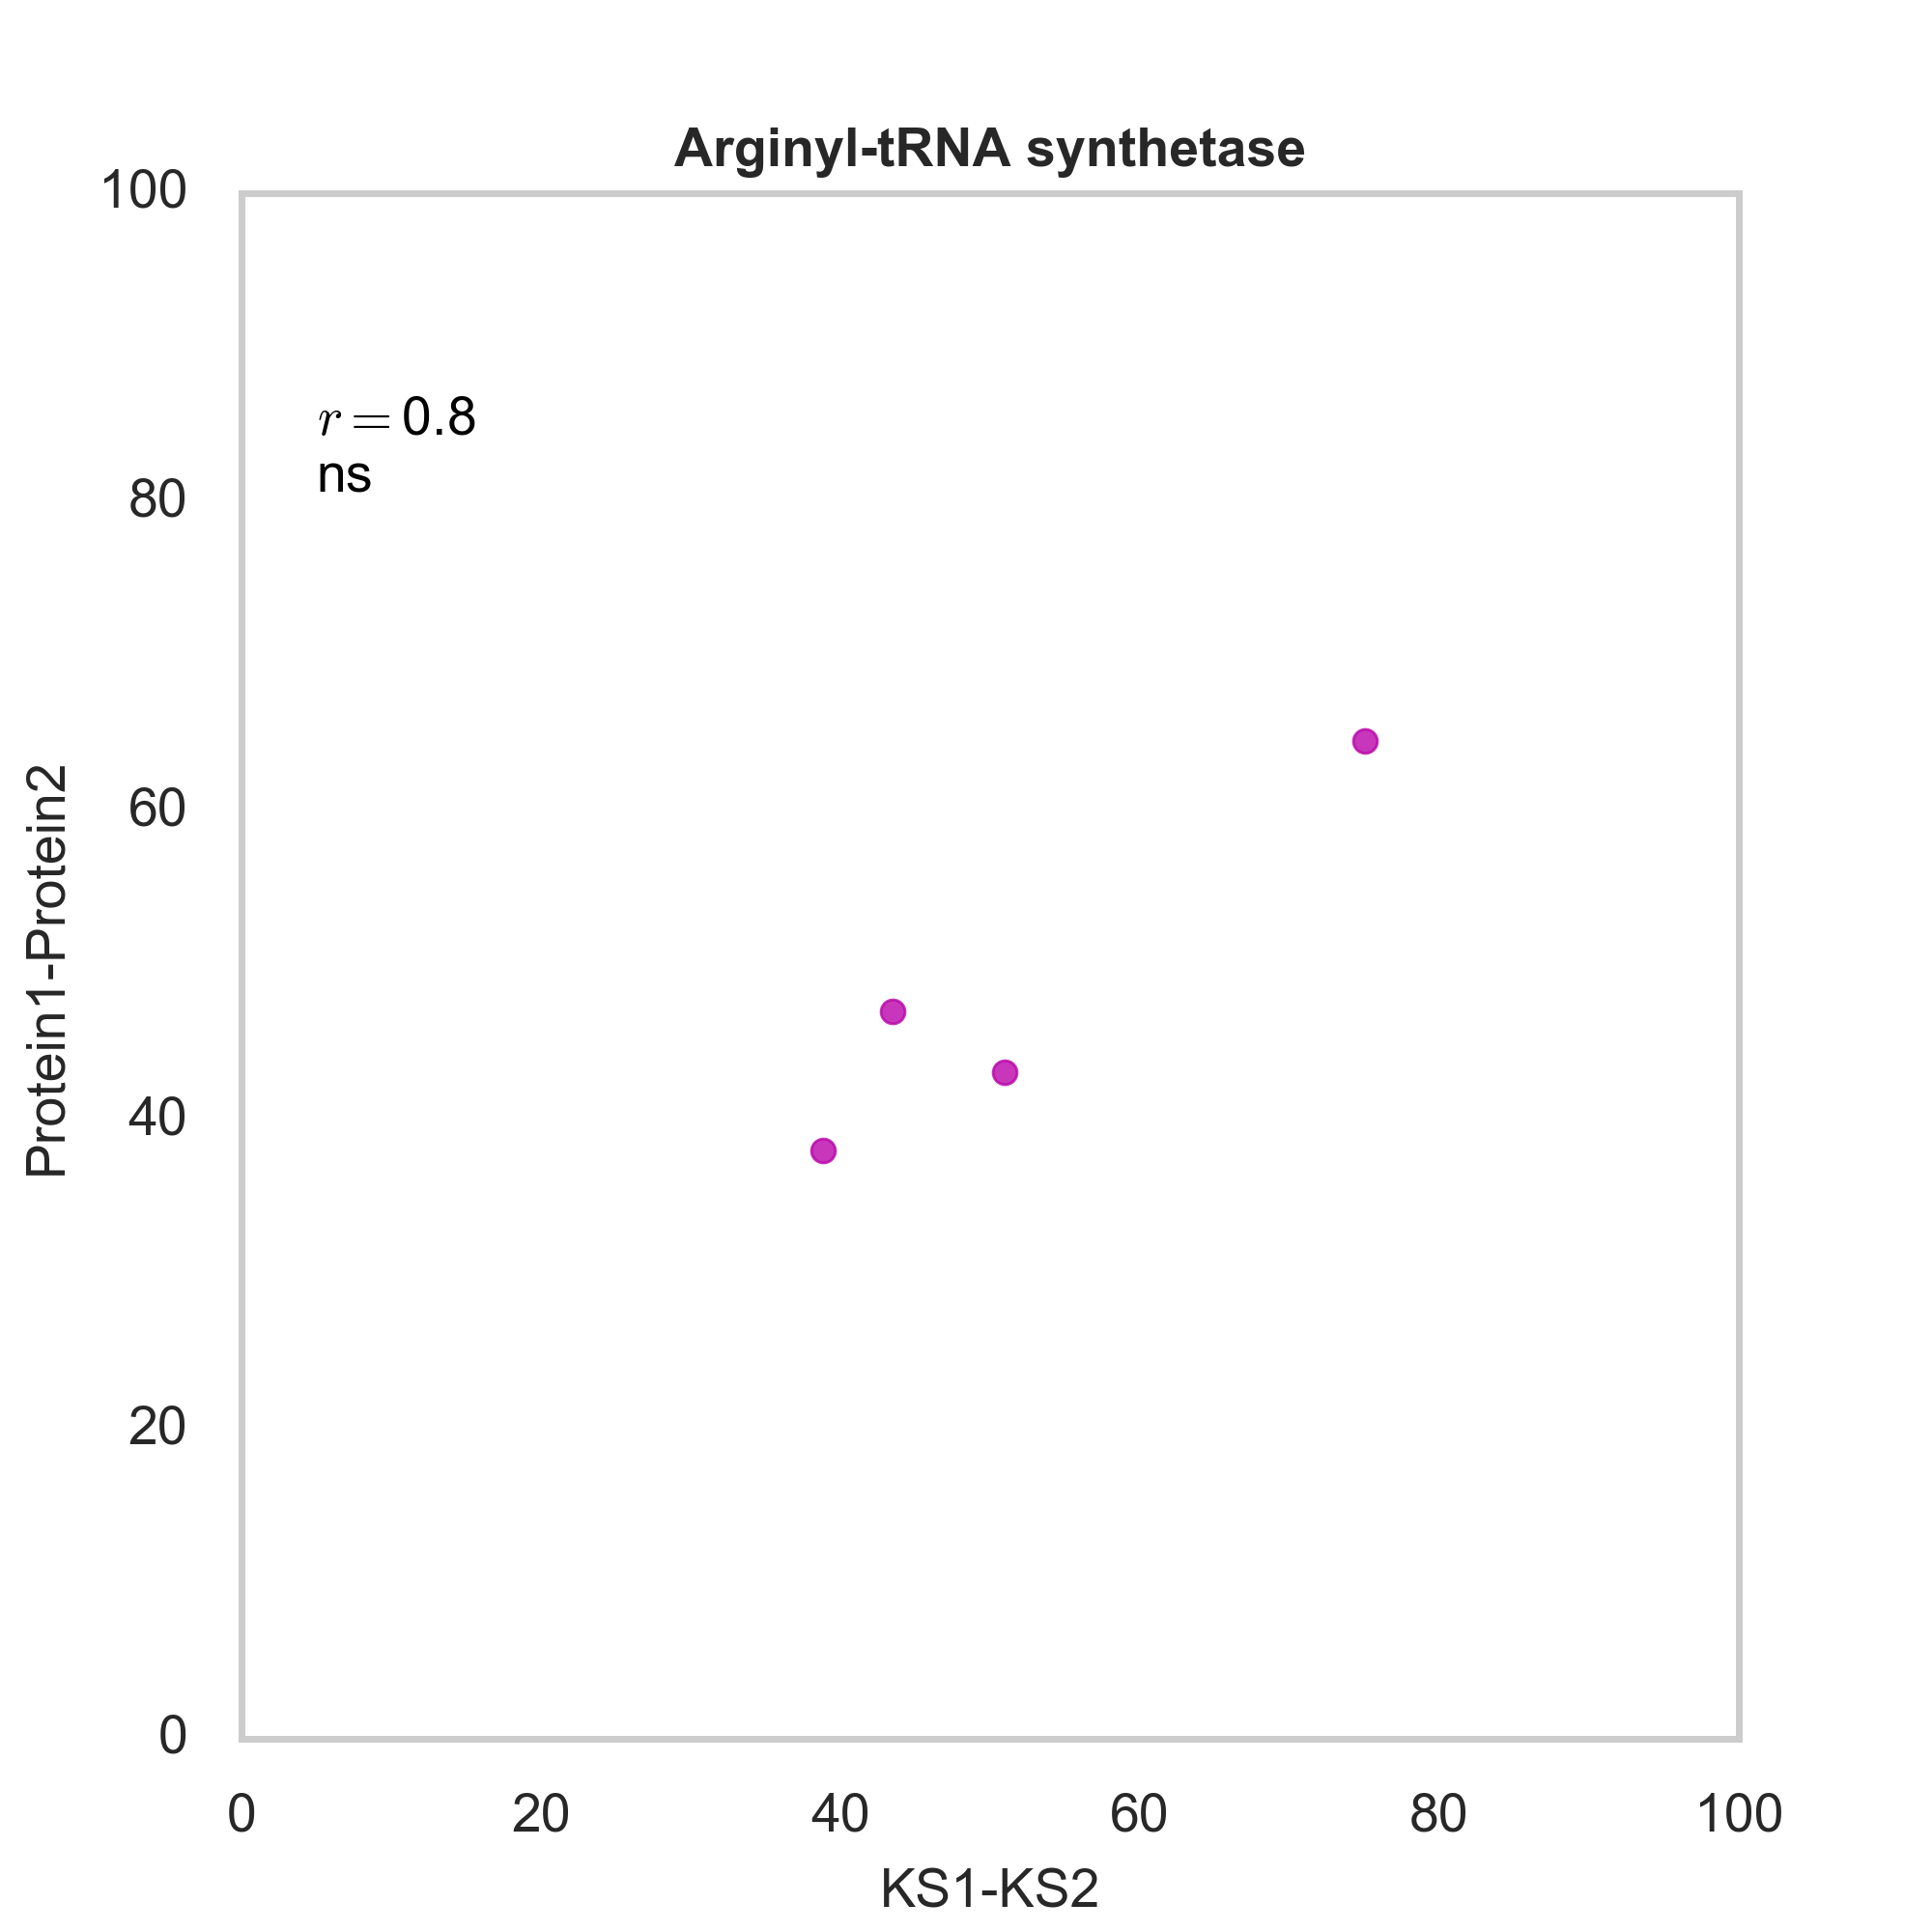 Arginyl-tRNA synthetase
100
80
60
40
20
0
r = 0.8
ns
Protein1-Protein2
0 20 40 60 80 100
KS1-KS2